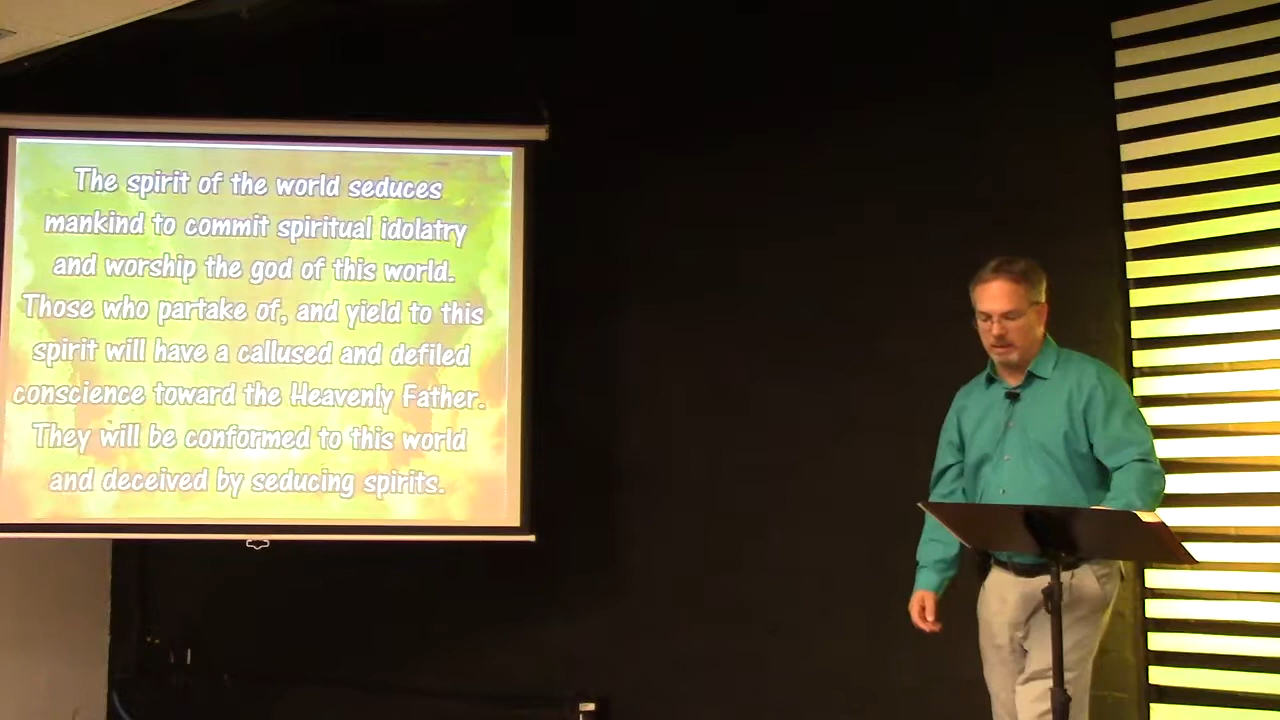 The spirit of the world seduces
mankind to commit spiritual idolatry
and worship the god of this world.
Those who partake of, and yield to this
spirit will have a callused and defiled
conscience toward the Heavenly Father.
They will be conformed to this world
and deceived by seducing spirits.